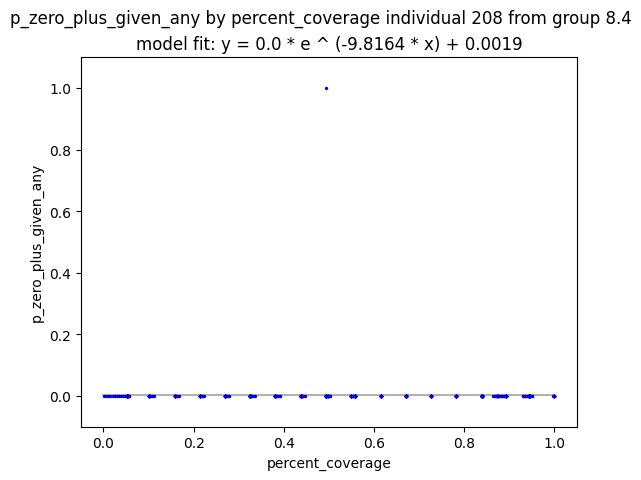 p_zero_plus_given_any by percent_coverage individual 208 from group 8.4
model fit: y = 0.0 * e ^ (-9.8164 * x) + 0.0019
p_zero_plus_given_any
1.0
0.8
0.6
0.4
0.2
0.0
0.0 0.2 0.4 0.6 0.8 1.0
percent_coverage